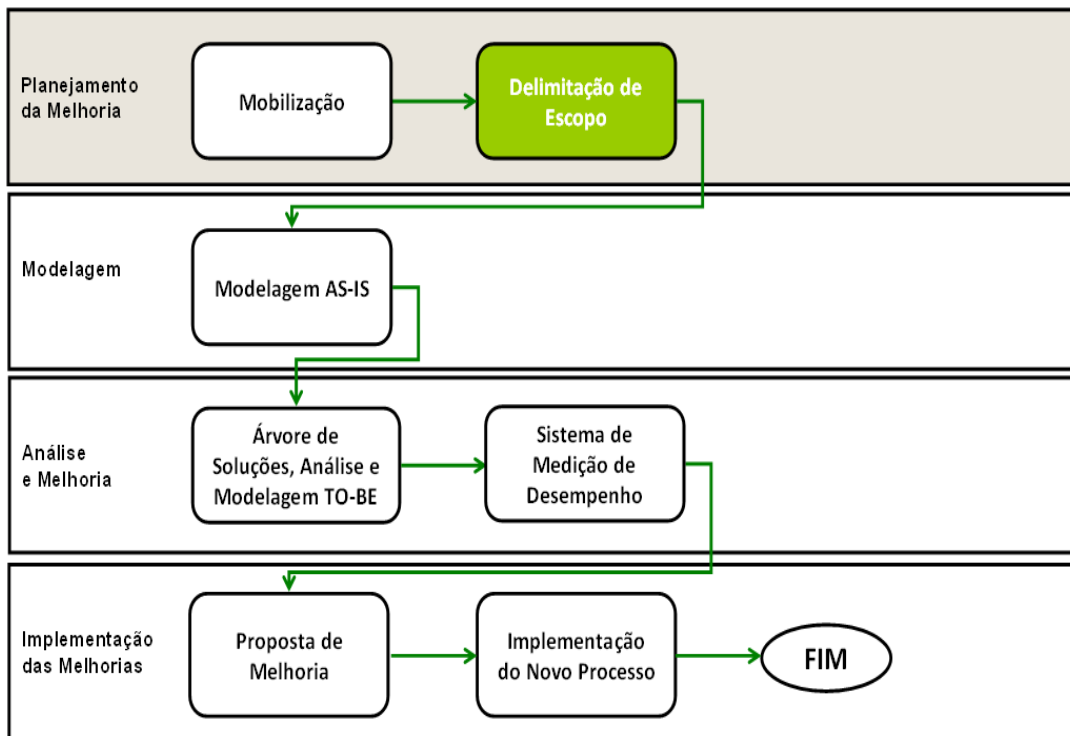 Planejamento
da Melhoria
Mobilização
Delimitação de
Escopo
Modelagem
Modelagem AS-IS
Análise
e Melhoria
Árvore de
Soluções, Análise e
Modelagem TO-BE
Sistema de
Medição de
Desempenho
Implementação
das Melhorias
Proposta de
Melhoria
Implementação
do Novo Processo
FIM